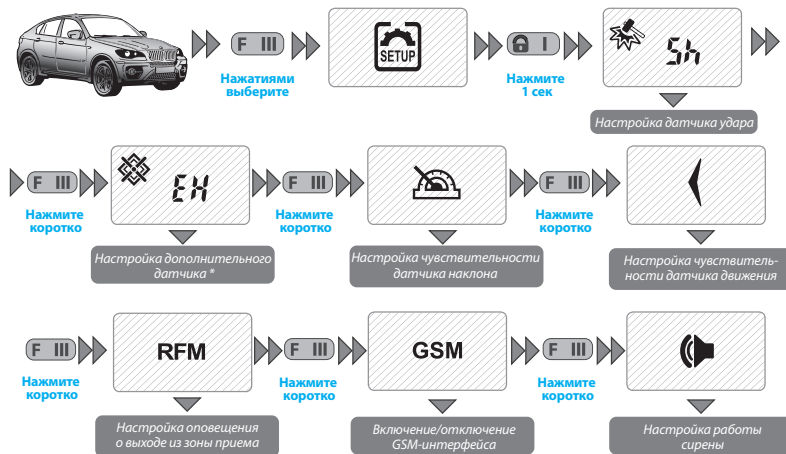 F III
SETUP
I
Sh
Нажатиями
выберите
Нажмите
1 сек
Настройка датчика удара
F III
EH
F III
F III
Нажмите
коротко
Нажмите
коротко
Нажмите
коротко
Настройка дополнительного
датчика *
Настройка чувствительности
датчика наклона
Настройка чувствитель-
ности датчика движения
F III
RFM
F III
GSM
F III
Нажмите
коротко
Нажмите
коротко
Нажмите
коротко
Настройка оповещения
о выходе из зоны приема
Включение/отключение
GSM-интерфейса
Настройка работы
сирены